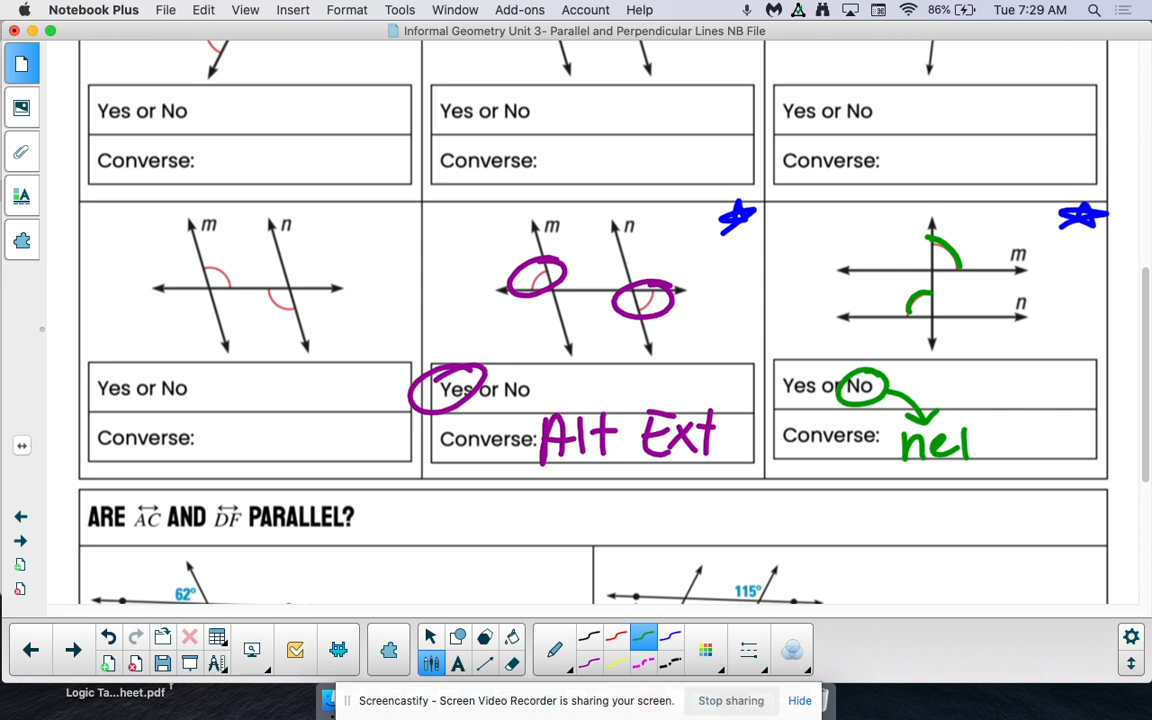 Notebook Plus File Edit View Insert Format Tools Window Add-ons Account Help 86% Tue 7:29 AM
Informal Geometry Unit 3- Parallel and Perpendicular Lines NB File
Yes or No Yes or No Yes or No
Converse: Converse: Converse:
m n m n m
n
Yes or No Yes or No Yes or No
Converse: Converse: Alt Ext Converse: nel
ARE AC AND DF PARALLEL?
62° 115°
A
Logic Ta...heet.pdf
Screencastify - Screen Video Recorder is sharing your screen. Stop sharing Hide